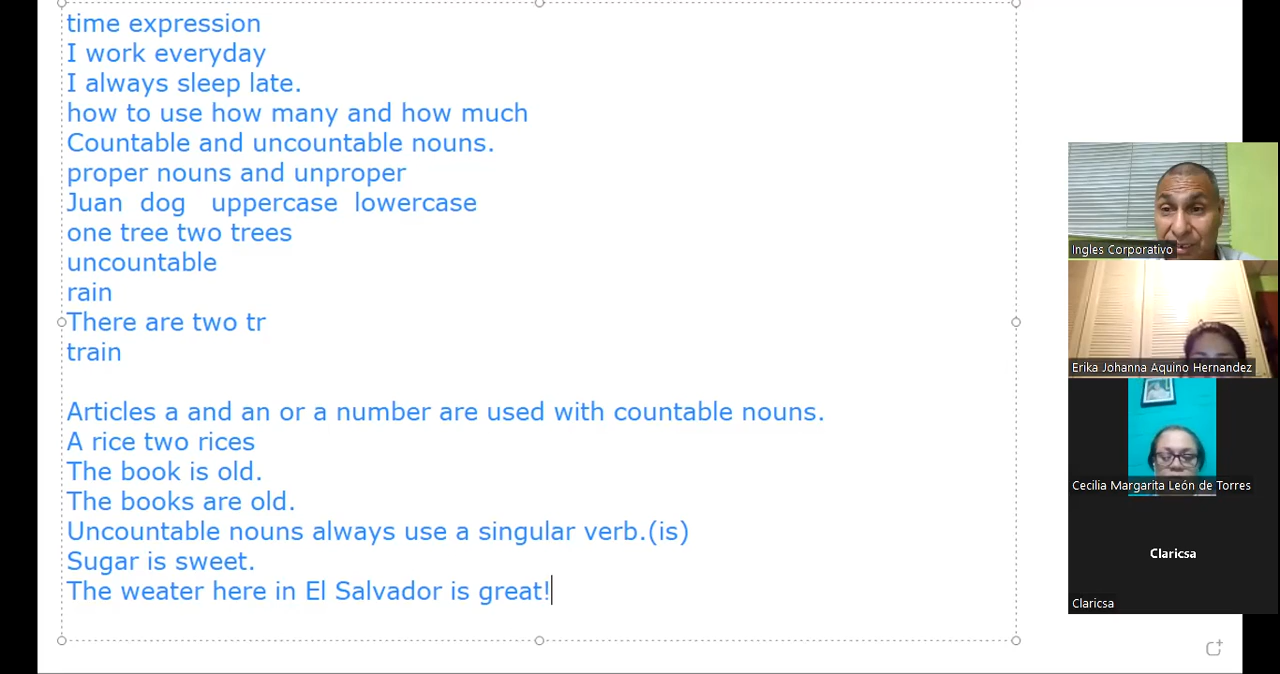 time expression
I work everyday
I always sleep late.
how to use how many and how much
Countable and uncountable nouns.
proper nouns and unproper
Juan dog uppercase lowercase
one tree two trees
uncountable
rain
There are two tr
train
Articles a and an or a number are used with countable nouns.
A rice two rices
The book is old.
The books are old.
Uncountable nouns always use a singular verb.(is)
Sugar is sweet.
The weater here in El Salvador is great!
Ingles Corporativo
Erika Johanna Aquino Hernandez
Cecilia Margarita León de Torres
Claricsa
Claricsa